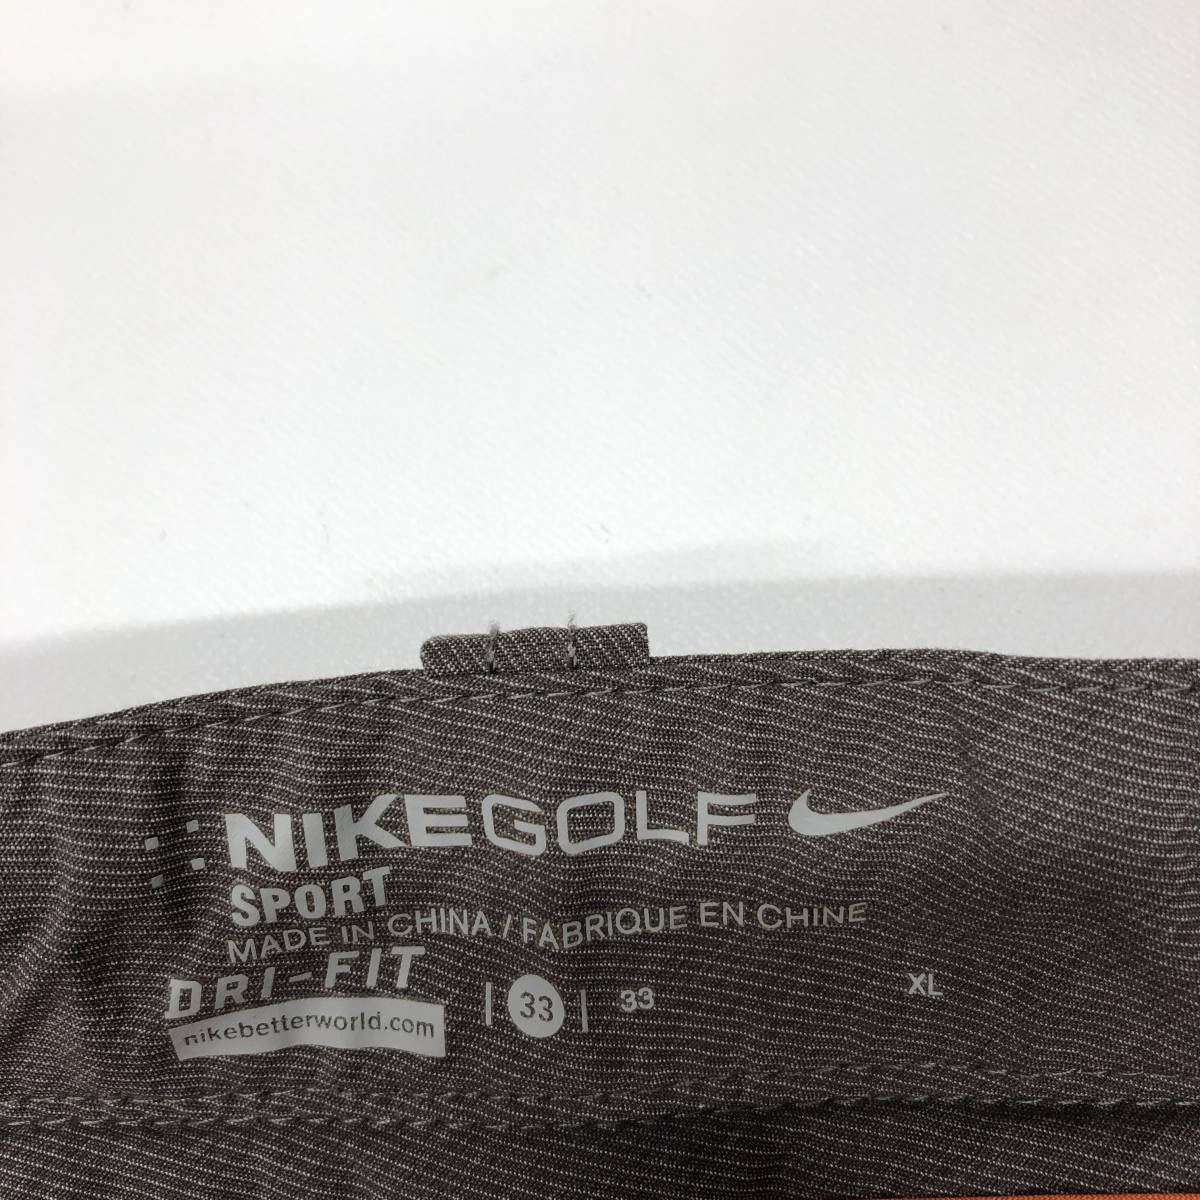 NIKEGOLF
SPORT
MADE IN CHINA / FABRIQUE EN CHINE
DRI-FIT
nikebetterworld.com
| 33 | 33 XL